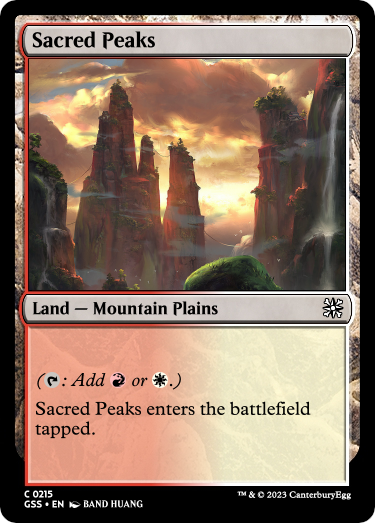 Sacred Peaks
Land — Mountain Plains
(: Add or .)
Sacred Peaks enters the battlefield
tapped.
C 0215
GSS • EN BAND HUANG
™ & © 2023 CanterburyEgg